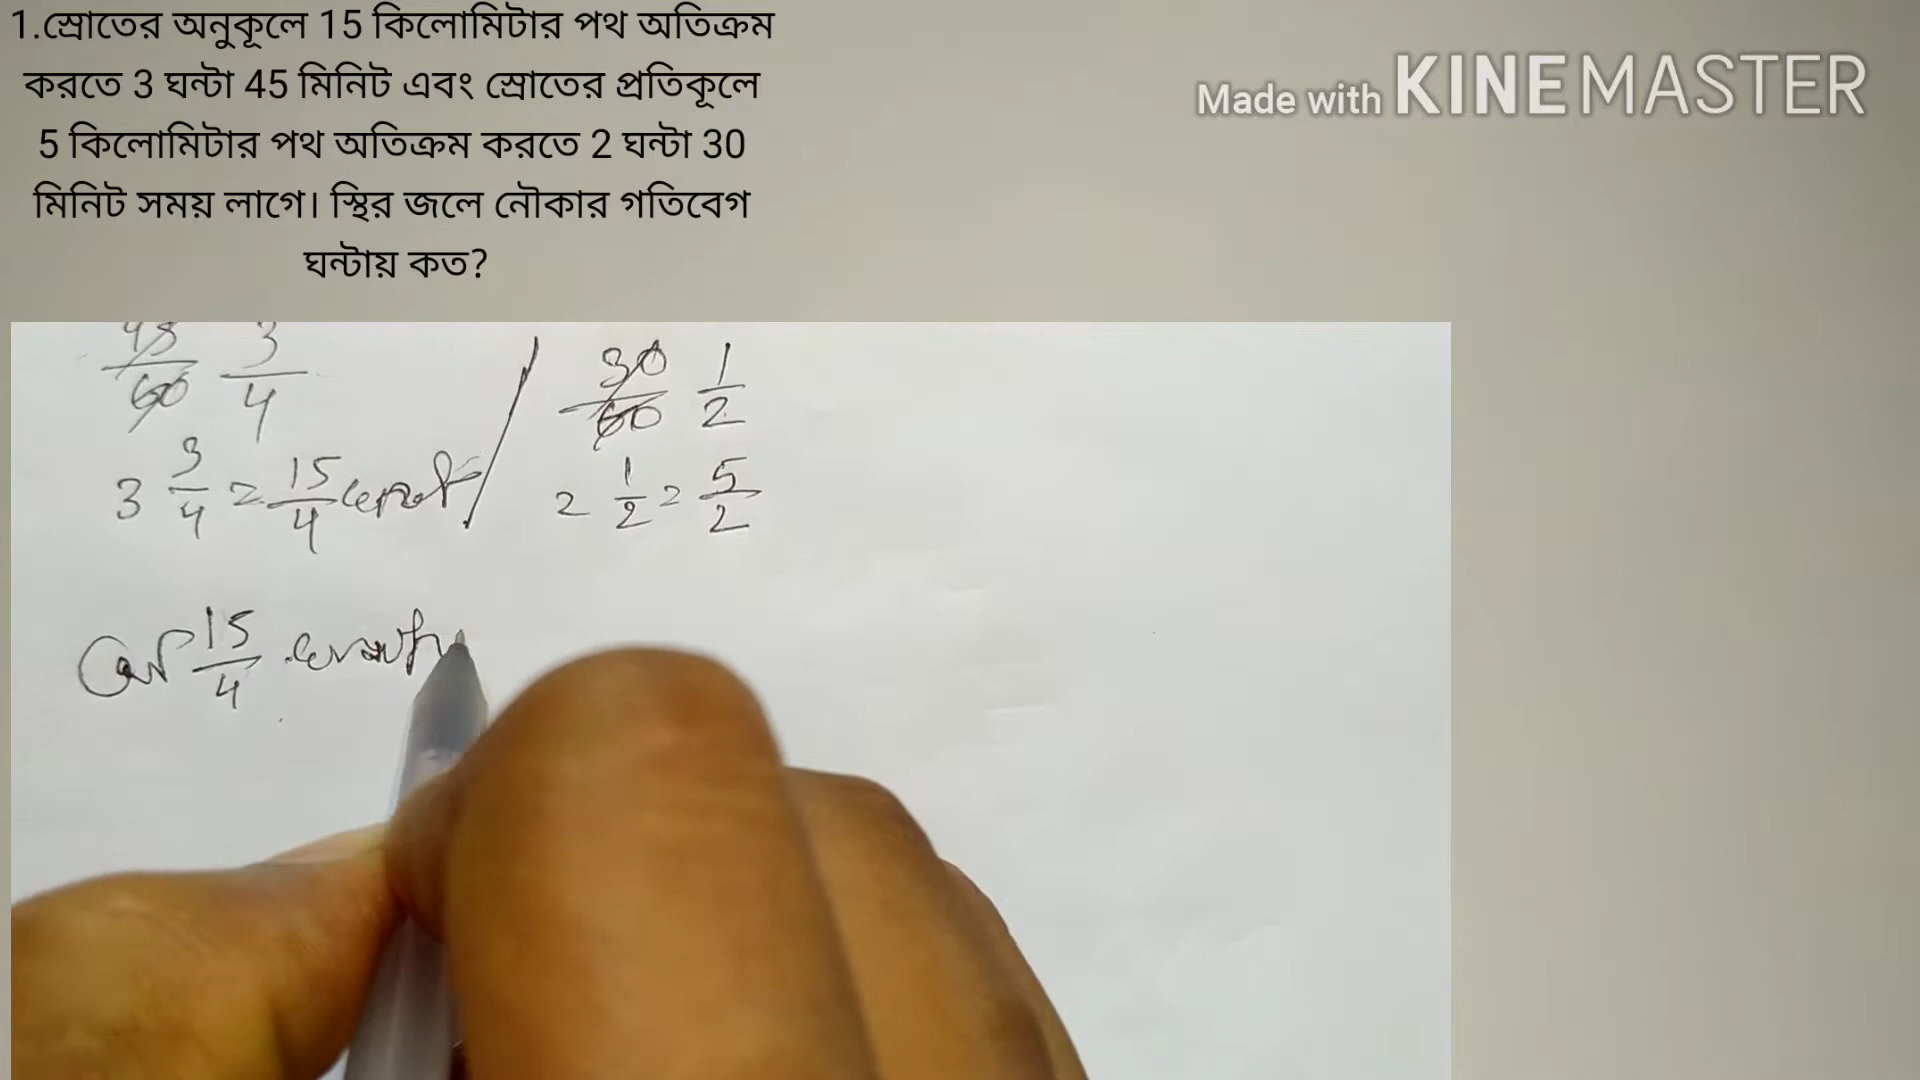 1.স্রোতের অনুকূলে 15 কিলোমিটার পথ অতিক্রম
করতে 3 ঘন্টা 45 মিনিট এবং স্রোতের প্রতিকূলে
5 কিলোমিটার পথ অতিক্রম করতে 2 ঘন্টা 30
মিনিট সময় লাগে। স্থির জলে নৌকার গতিবেগ
ঘন্টায় কত?
Made with KINEMASTER
45/60 3/4
30/60 1/2
3 3/4 = 15/4
2 1/2 = 5/2
15/4